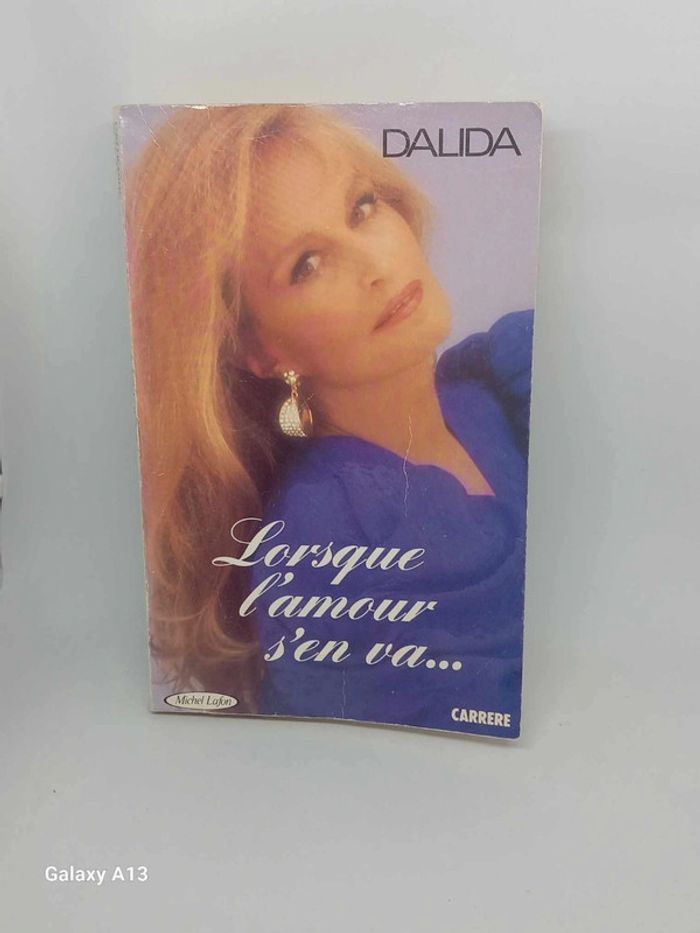 DALIDA
Lorsque
l'amour
s'en va...
Michel Lafon
CARRERE
Galaxy A13